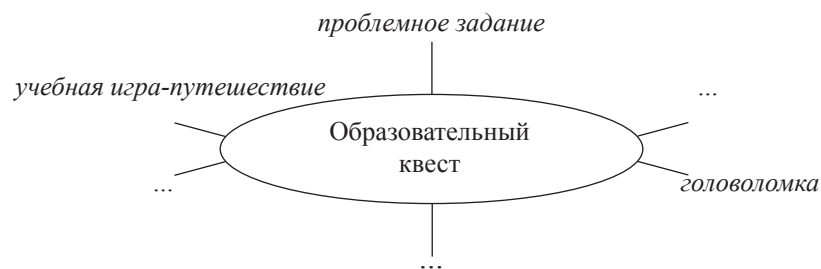 проблемное задание
учебная игра-путешествие
...
Образовательный
квест
...
головоломка
...